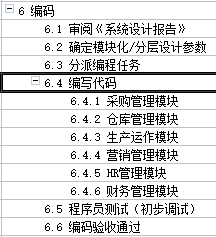 6 编码
6.1 审阅《系统设计报告》
6.2 确定模块化/分层设计参数
6.3 分派编程任务
6.4 编写代码
6.4.1 采购管理模块
6.4.2 仓库管理模块
6.4.3 生产运作模块
6.4.4 营销管理模块
6.4.5 HR管理模块
6.4.6 财务管理模块
6.5 程序员测试（初步调试）
6.6 编码验收通过